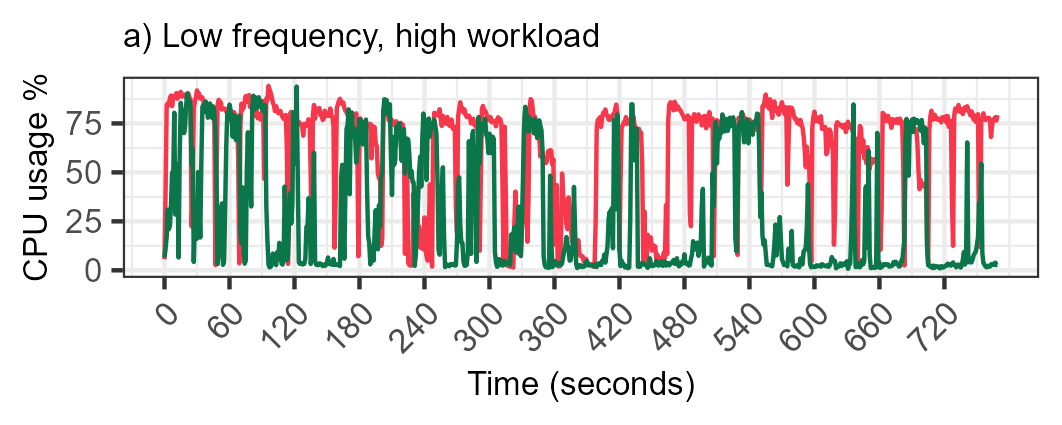 a) Low frequency, high workload
CPU usage %
75
50
25
0
0 60 120 180 240 300 360 420 480 540 600 660 720
Time (seconds)